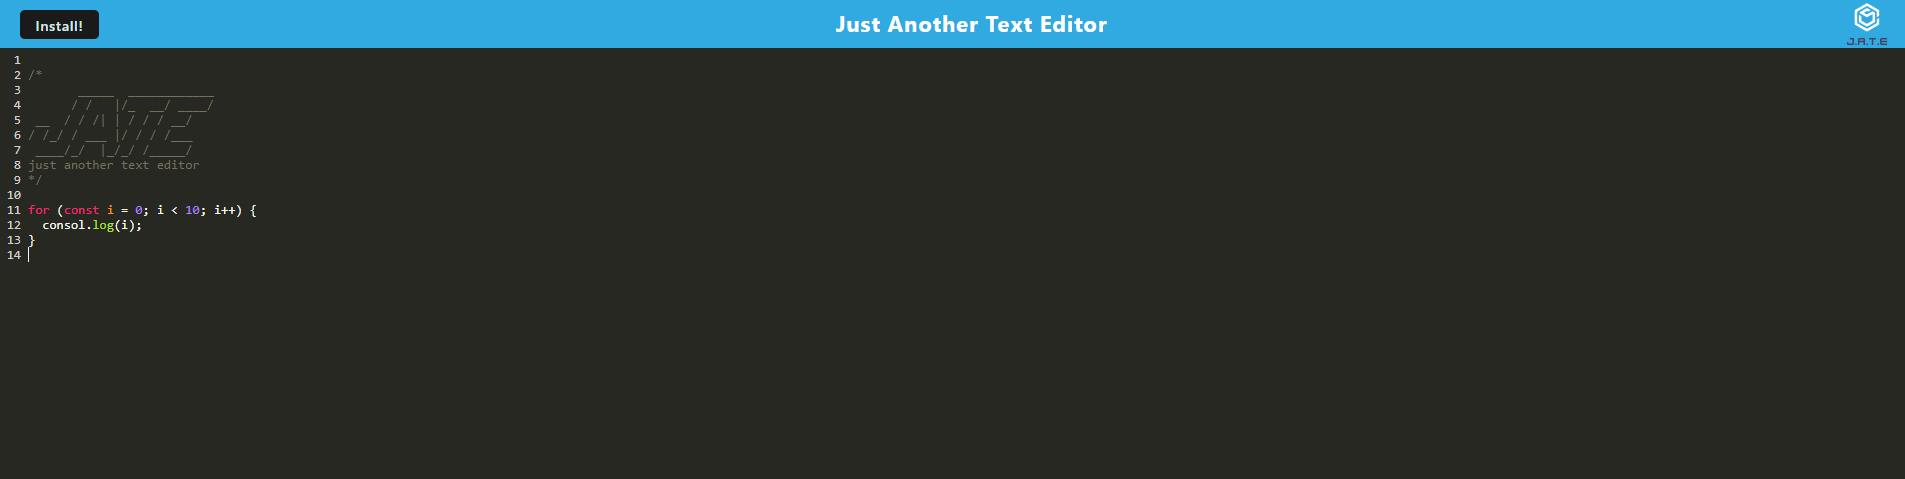 Install!
Just Another Text Editor
J.A.T.E
1
2 /*
3        _____  ____________
4       / /   |/_  __/ ____/
5  __  / / /| | / / / __/
6 / /_/ / ___ |/ / / /___
7  ____/_/  |_/_/ /_____/
8 just another text editor
9 */
10
11 for (const i = 0; i < 10; i++) {
12   consol.log(i);
13 }
14